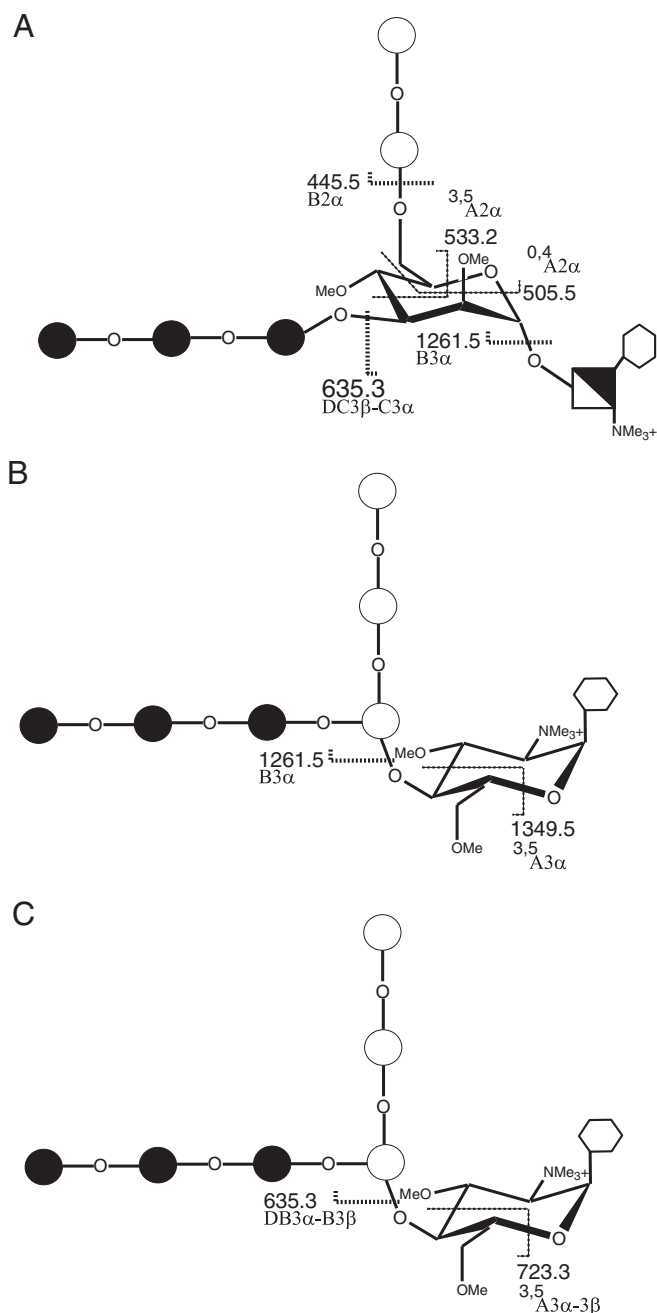 A
O
445.5
B2α
O
3,5
A2α
533.2
OMe
O
0,4
A2α
MeO
505.5
O
O
O
1261.5
B3α
O
635.3
DC3β-C3α
NMe3+
B
O
O
O
O
O
NMe3+
1261.5
MeO
B3α
O
O
1349.5
OMe
3,5
A3α
C
O
O
O
O
O
NMe3+
635.3
MeO
DB3α-B3β
O
O
723.3
OMe
3,5
A3α-3β